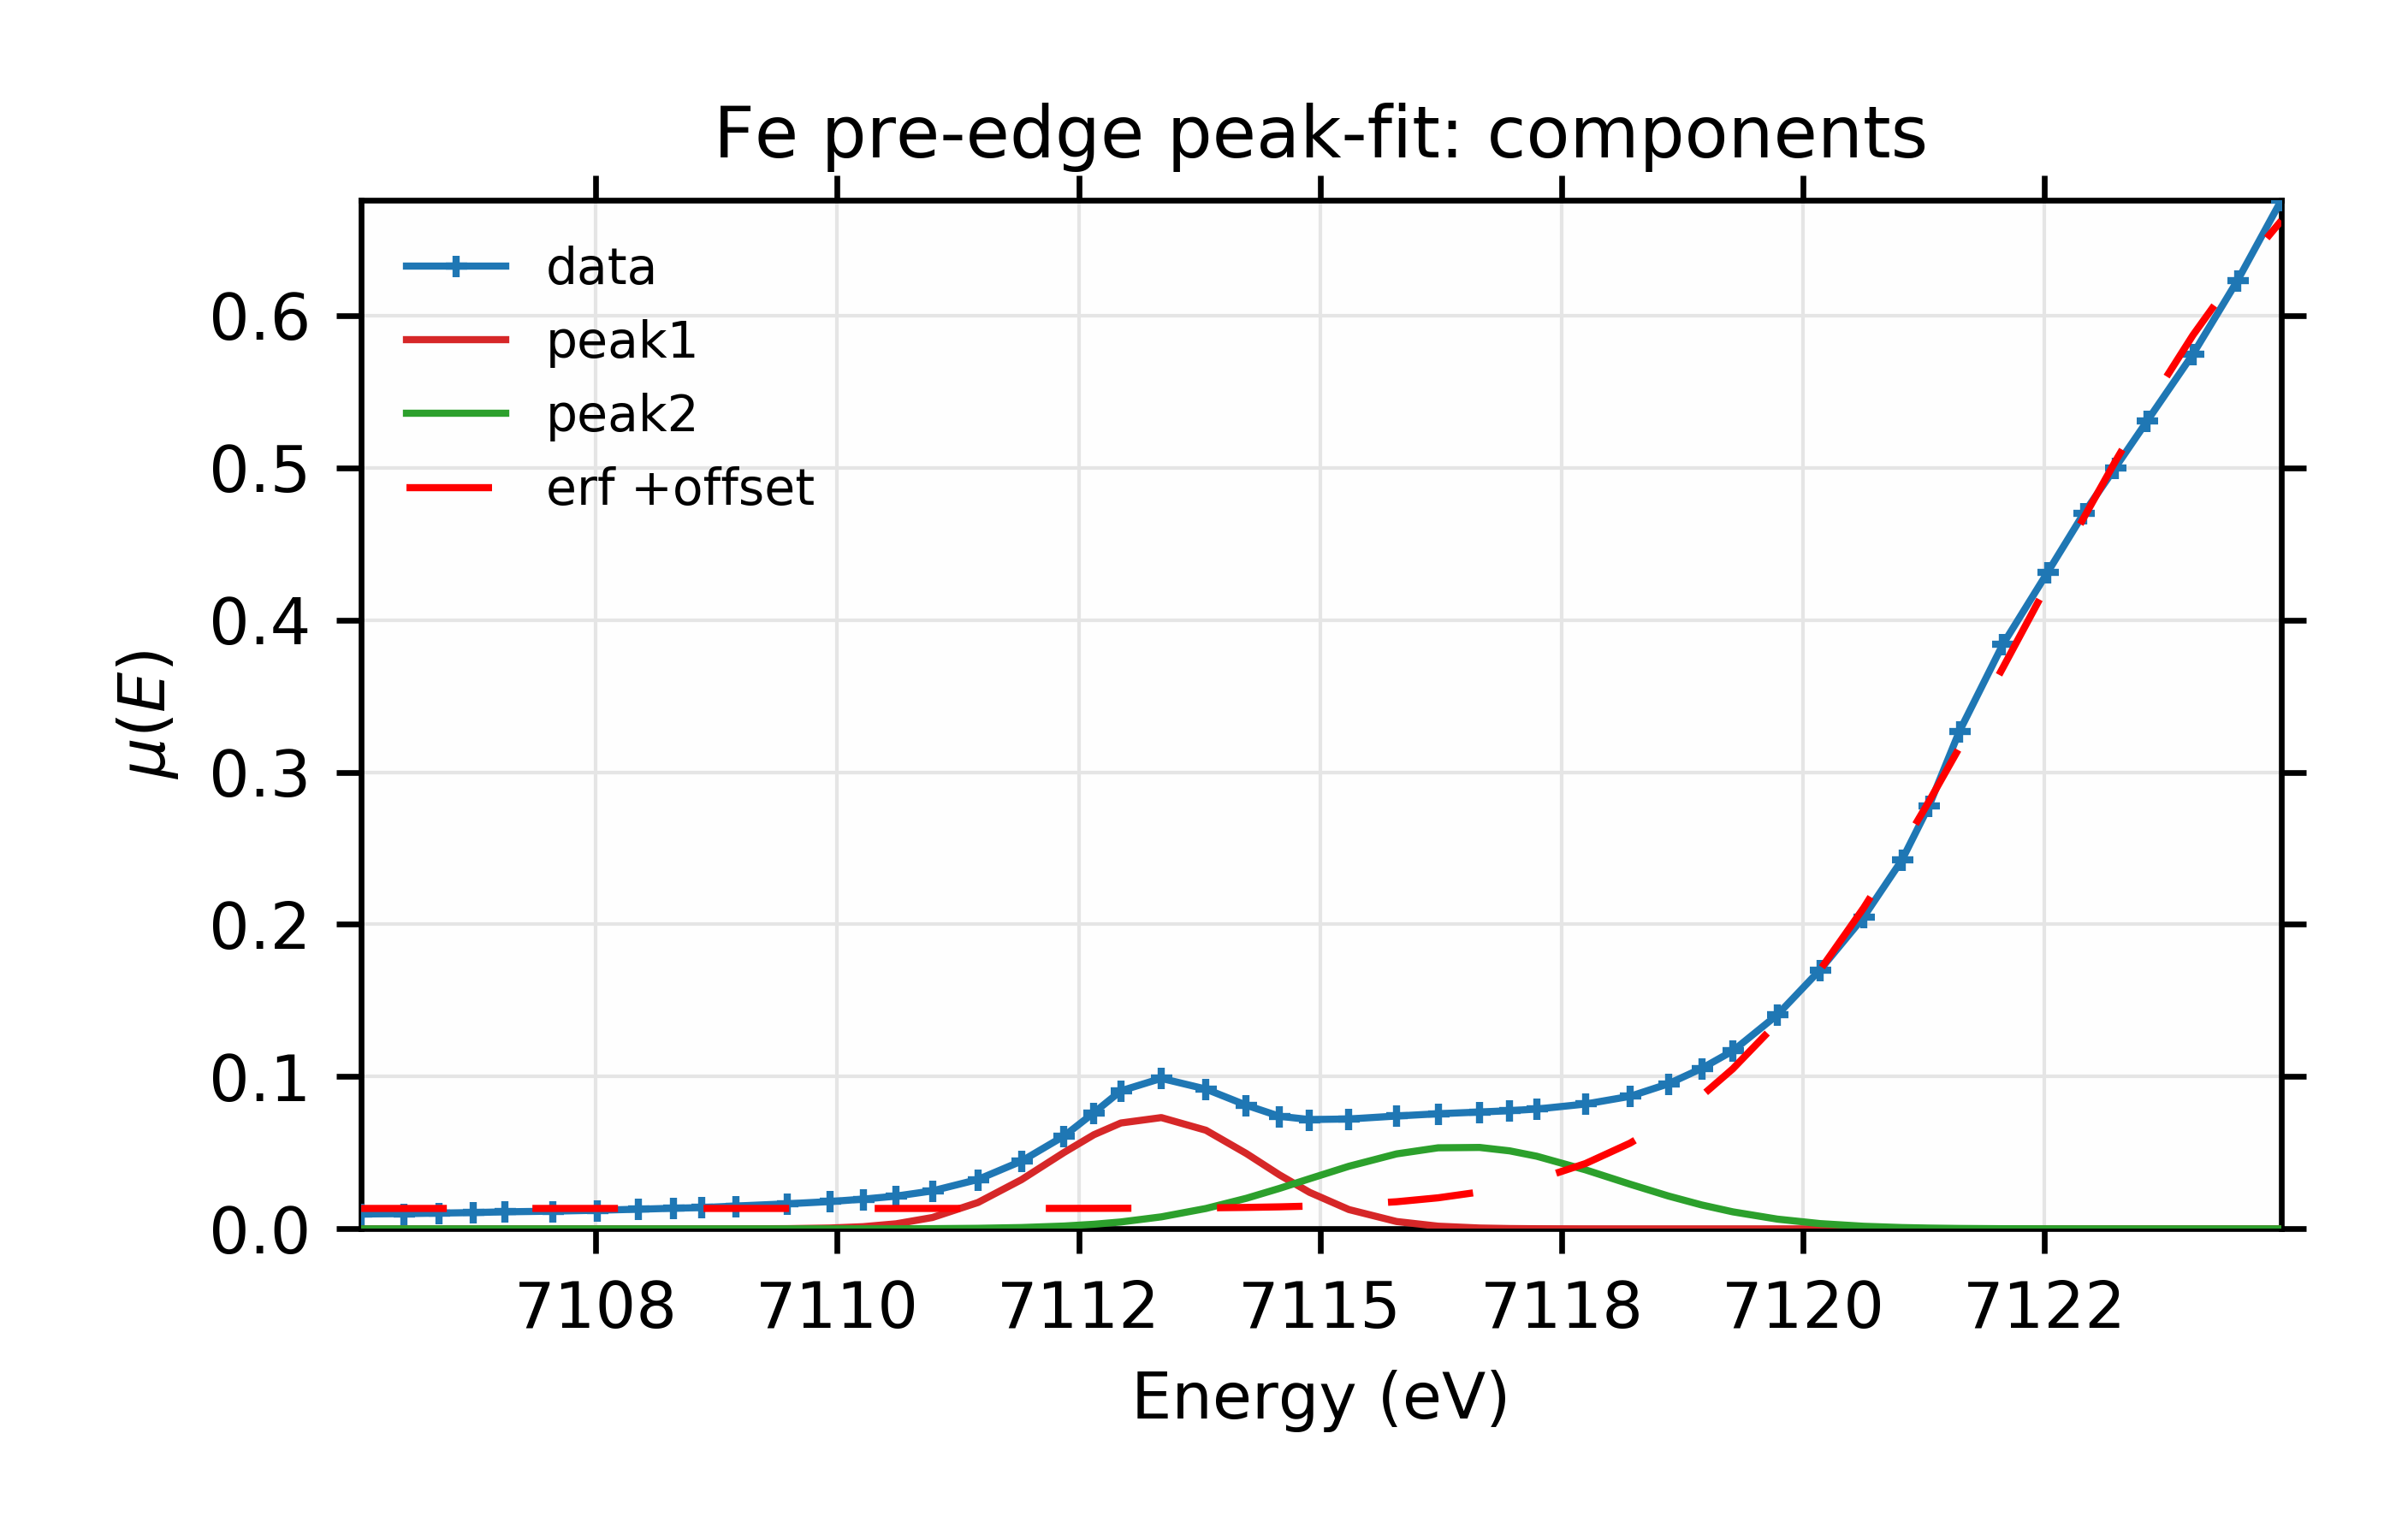 Fe pre-edge peak-fit: components
data
peak1
peak2
erf +offset
0.6
0.5
0.4
0.3
0.2
0.1
0.0
μ(E)
7108 7110 7112 7115 7118 7120 7122
Energy (eV)